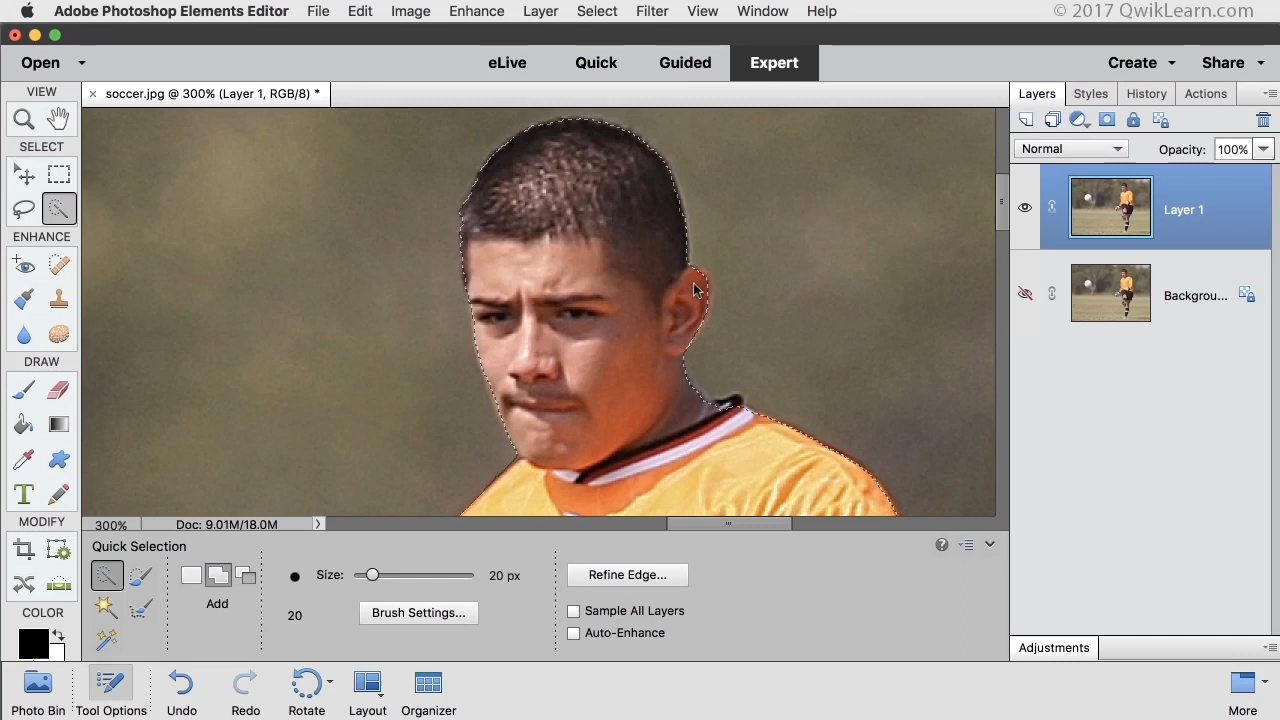 Adobe Photoshop Elements Editor File Edit Image Enhance Layer Select Filter View Window Help © 2017 QwikLearn.com
Open eLive Quick Guided Expert Create Share
VIEW
× soccer.jpg @ 300% (Layer 1, RGB/8) *
Layers Styles History Actions
SELECT
Normal Opacity: 100%
Layer 1
ENHANCE
Backgrou...
DRAW
T
MODIFY
300% Doc: 9.01M/18.0M
Quick Selection
Size: 20 px
Refine Edge...
Add
20
Brush Settings...
Sample All Layers
Auto-Enhance
COLOR
Adjustments
Photo Bin Tool Options Undo Redo Rotate Layout Organizer More